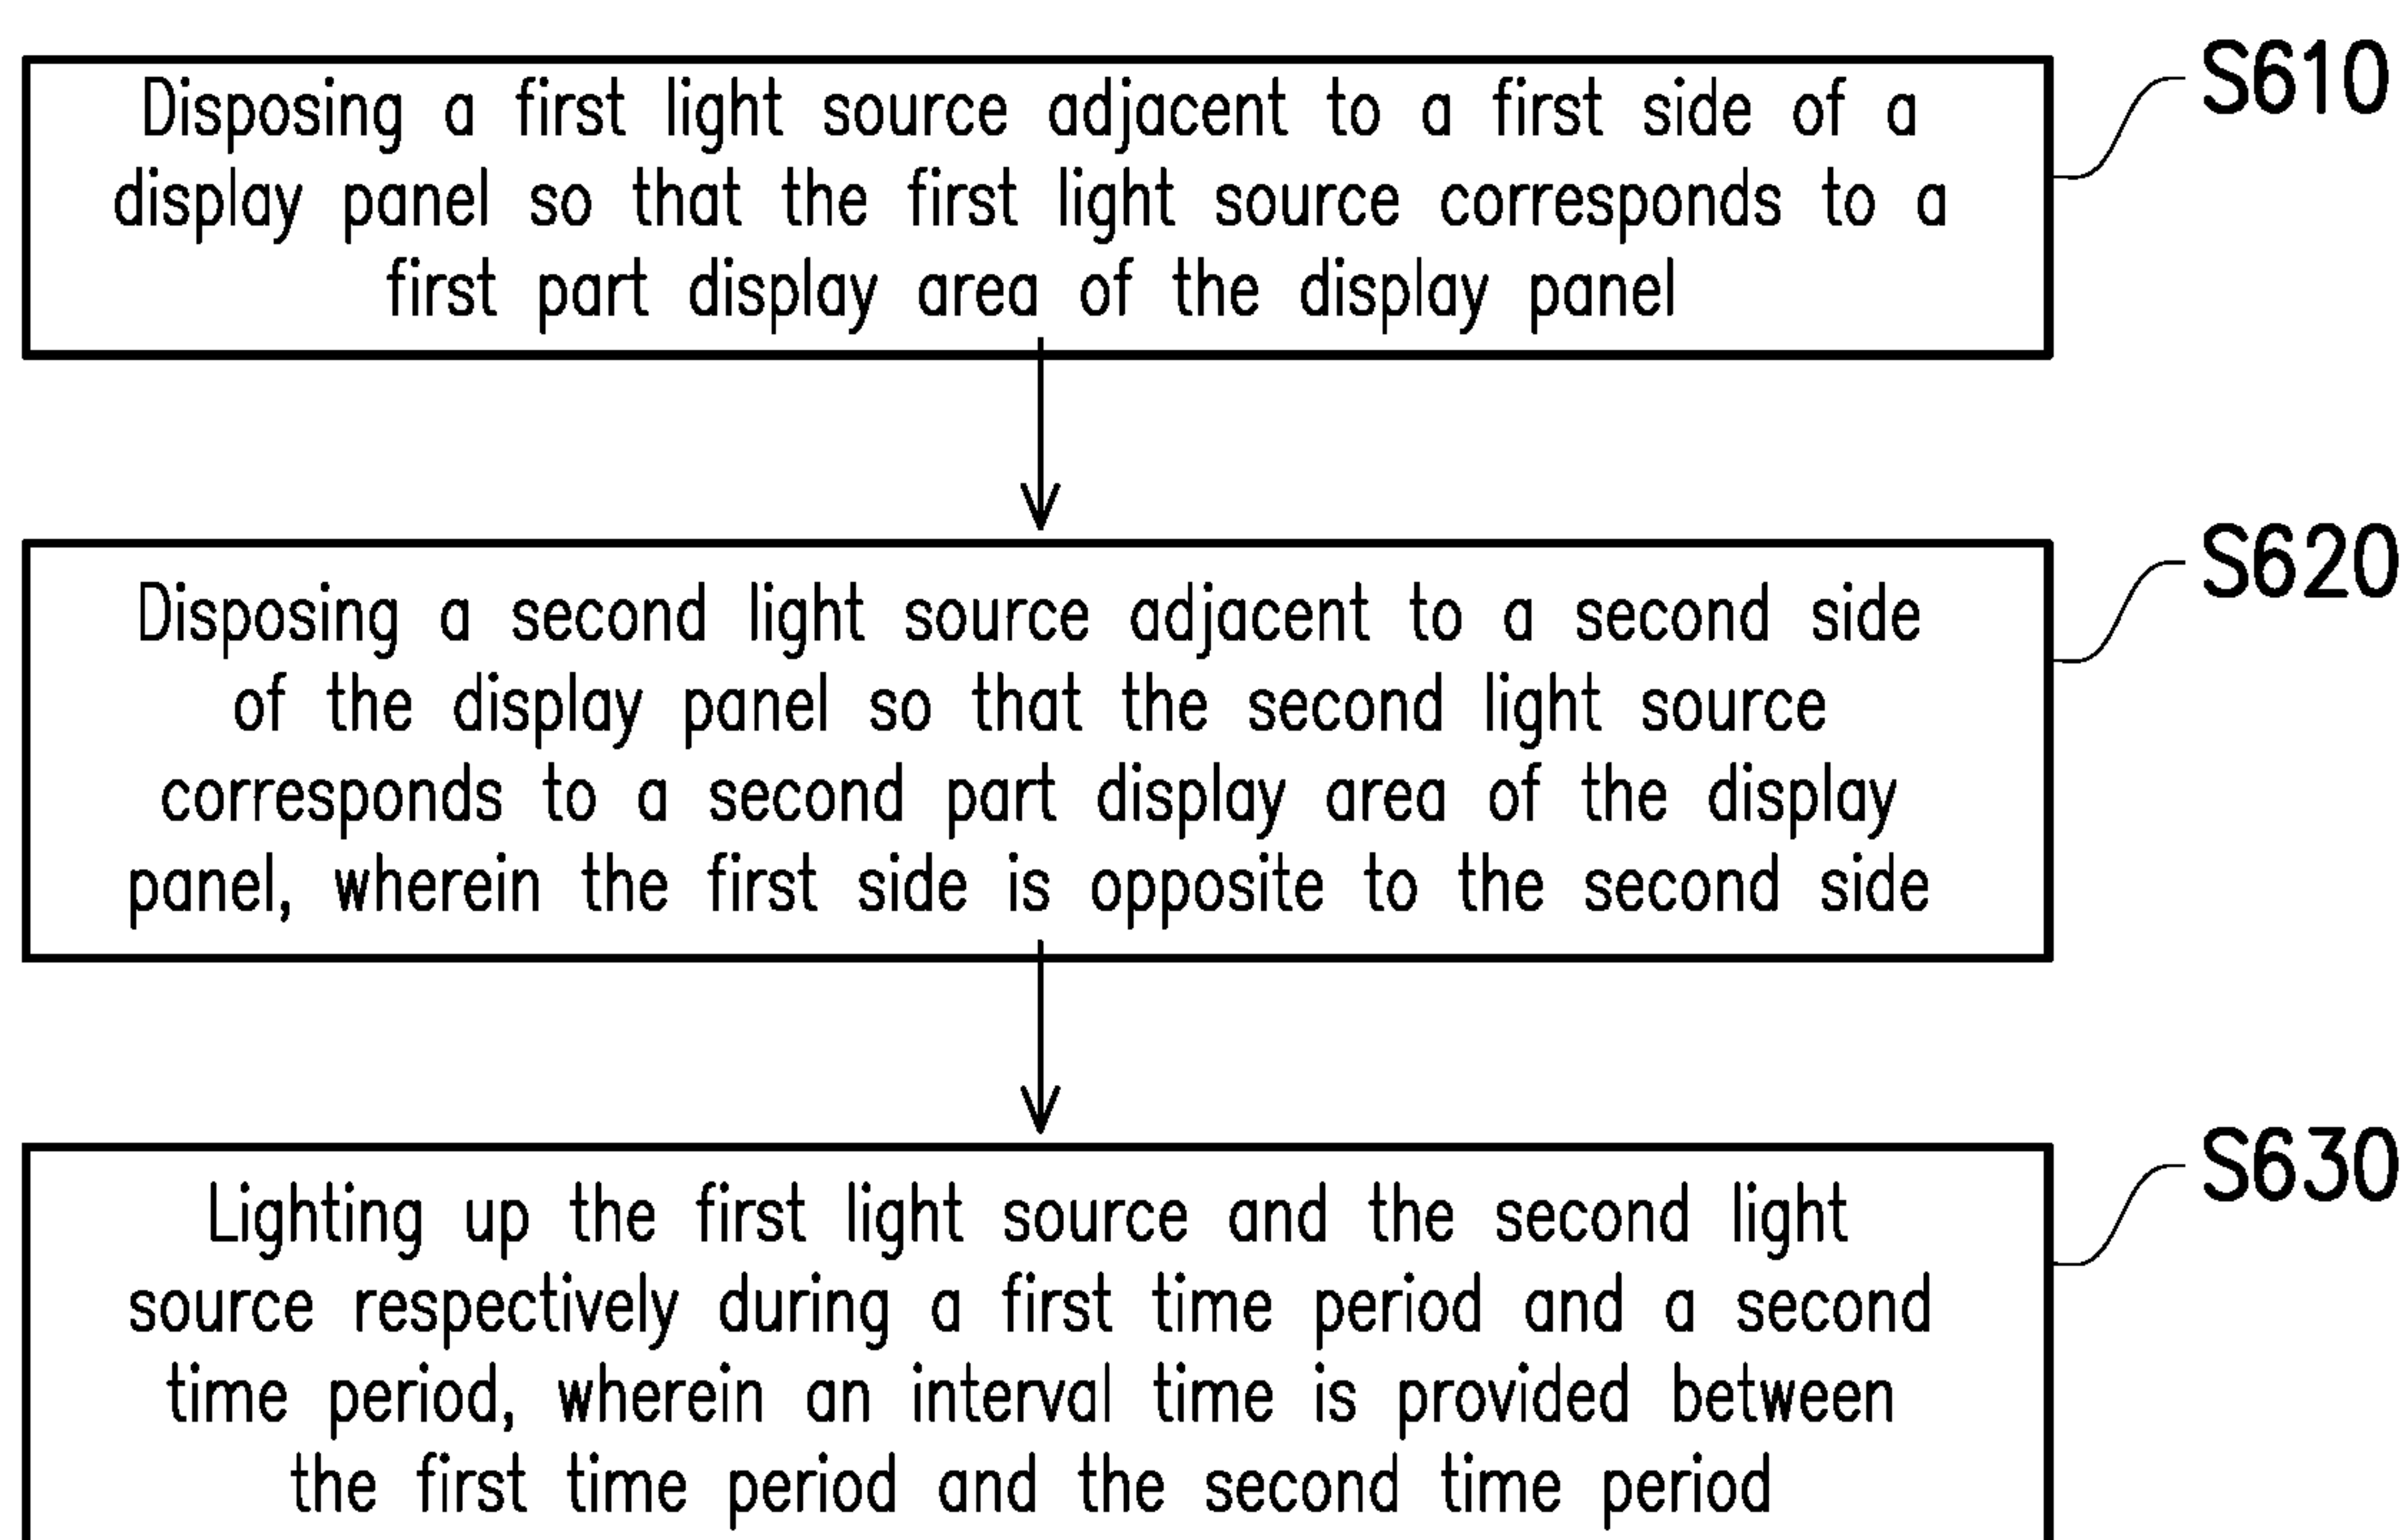 Disposing a first light source adjacent to a first side of a
display panel so that the first light source corresponds to a
first part display area of the display panel
S610
Disposing a second light source adjacent to a second side
of the display panel so that the second light source
corresponds to a second part display area of the display
panel, wherein the first side is opposite to the second side
S620
Lighting up the first light source and the second light
source respectively during a first time period and a second
time period, wherein an interval time is provided between
the first time period and the second time period
S630